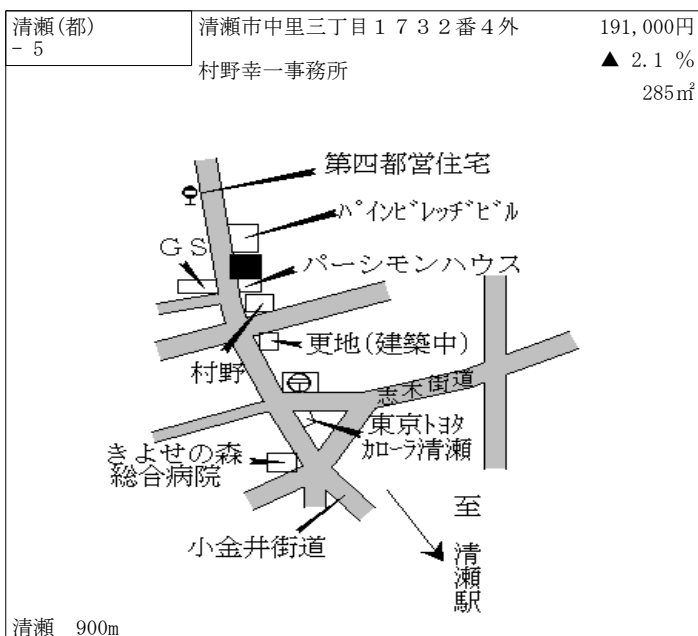 清瀬(都)
- 5
清瀬市中里三丁目１７３２番４外
村野幸一事務所
191,000円
▲ 2.1 %
285㎡
第四都営住宅
ﾊﾟｲﾝﾋﾞﾚｯﾁﾞﾋﾞﾙ
ＧＳ
パーシモンハウス
村野
更地(建築中)
〒
志木街道
東京ﾄﾖﾀ
ｶﾛｰﾗ清瀬
きよせの森
総合病院
小金井街道
至 清瀬駅
清瀬 900m